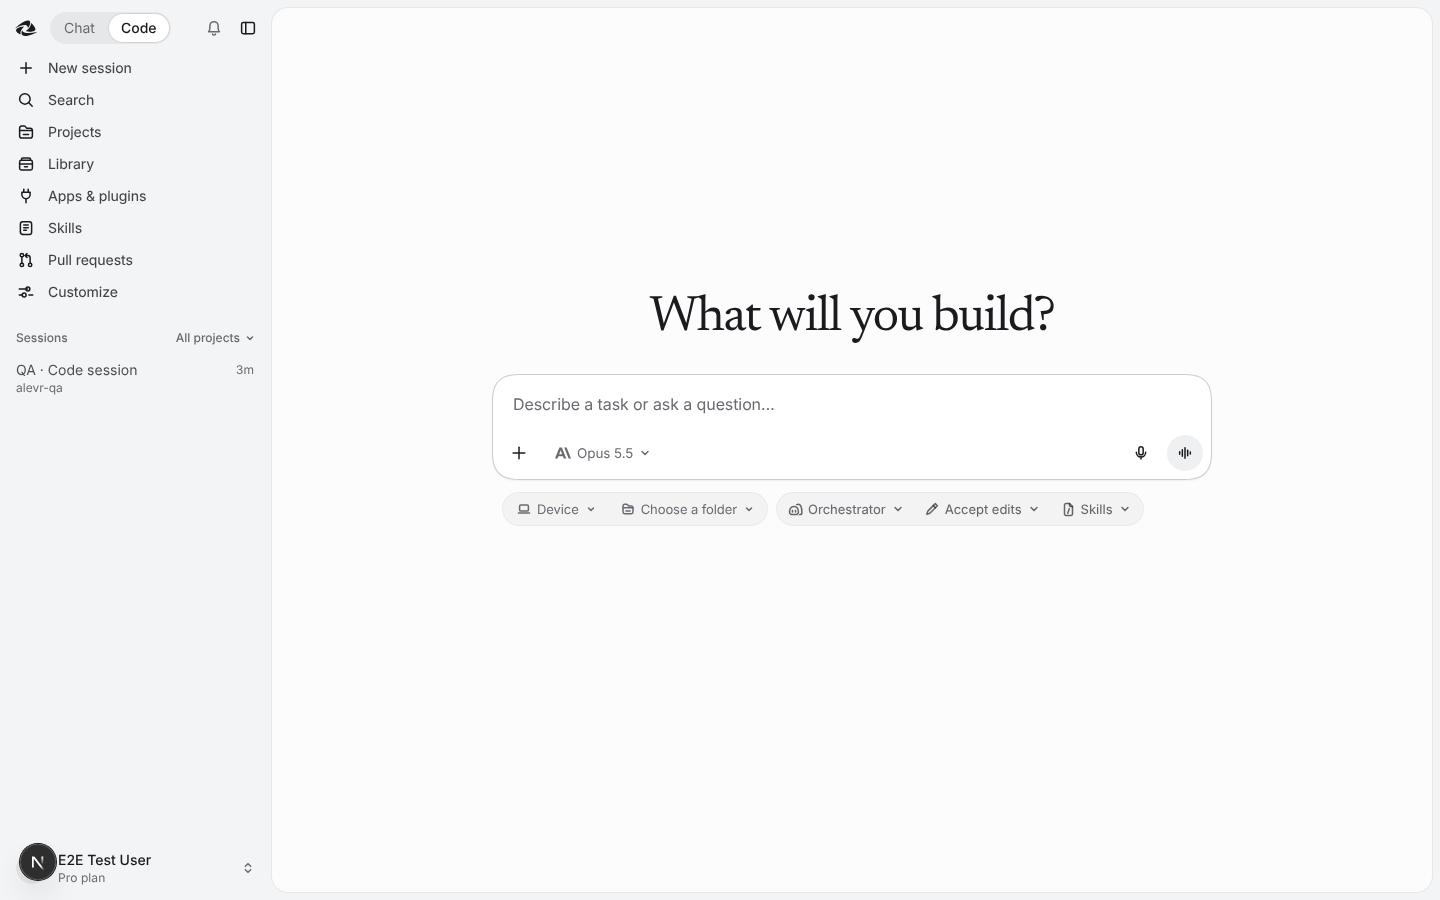 Chat Code
New session
Search
Projects
Library
Apps & plugins
Skills
Pull requests
Customize
Sessions All projects
QA · Code session 3m
alevr-qa
E2E Test User
Pro plan
What will you build?
Describe a task or ask a question...
Opus 5.5
Device Choose a folder Orchestrator Accept edits Skills